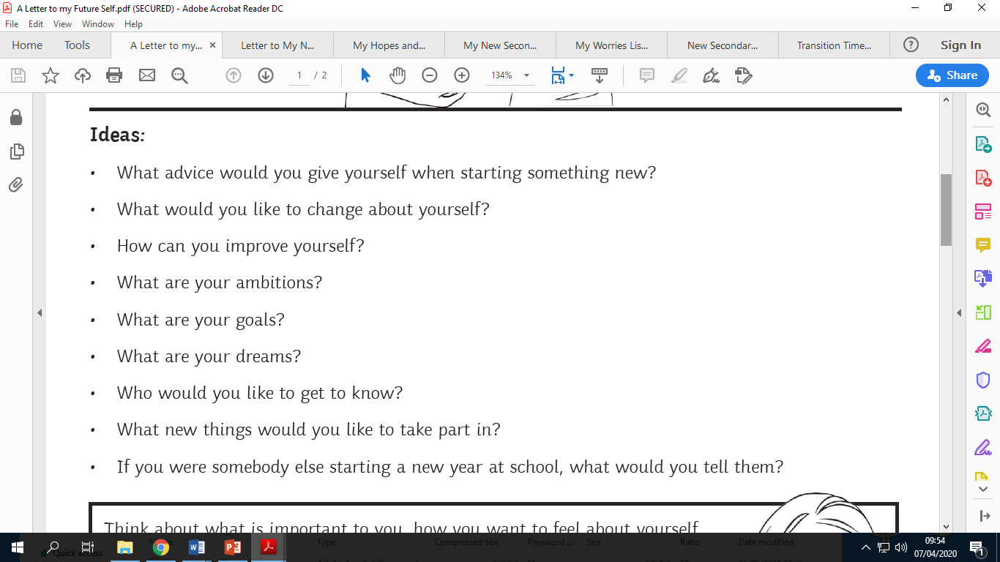 A Letter to my Future Self.pdf (SECURED) - Adobe Acrobat Reader DC
File Edit View Window Help
Home Tools A Letter to my... × Letter to My N... My Hopes and... My New Secon... My Worries Lis... New Secondar... Transition Time... Sign In
1 / 2 134% Share
Ideas:
• What advice would you give yourself when starting something new?
• What would you like to change about yourself?
• How can you improve yourself?
• What are your ambitions?
• What are your goals?
• What are your dreams?
• Who would you like to get to know?
• What new things would you like to take part in?
• If you were somebody else starting a new year at school, what would you tell them?
Think about what is important to you, how you want to feel about yourself
Quick access Type Compressed size Password ... Size Ratio Date modified
09:54
07/04/2020
1